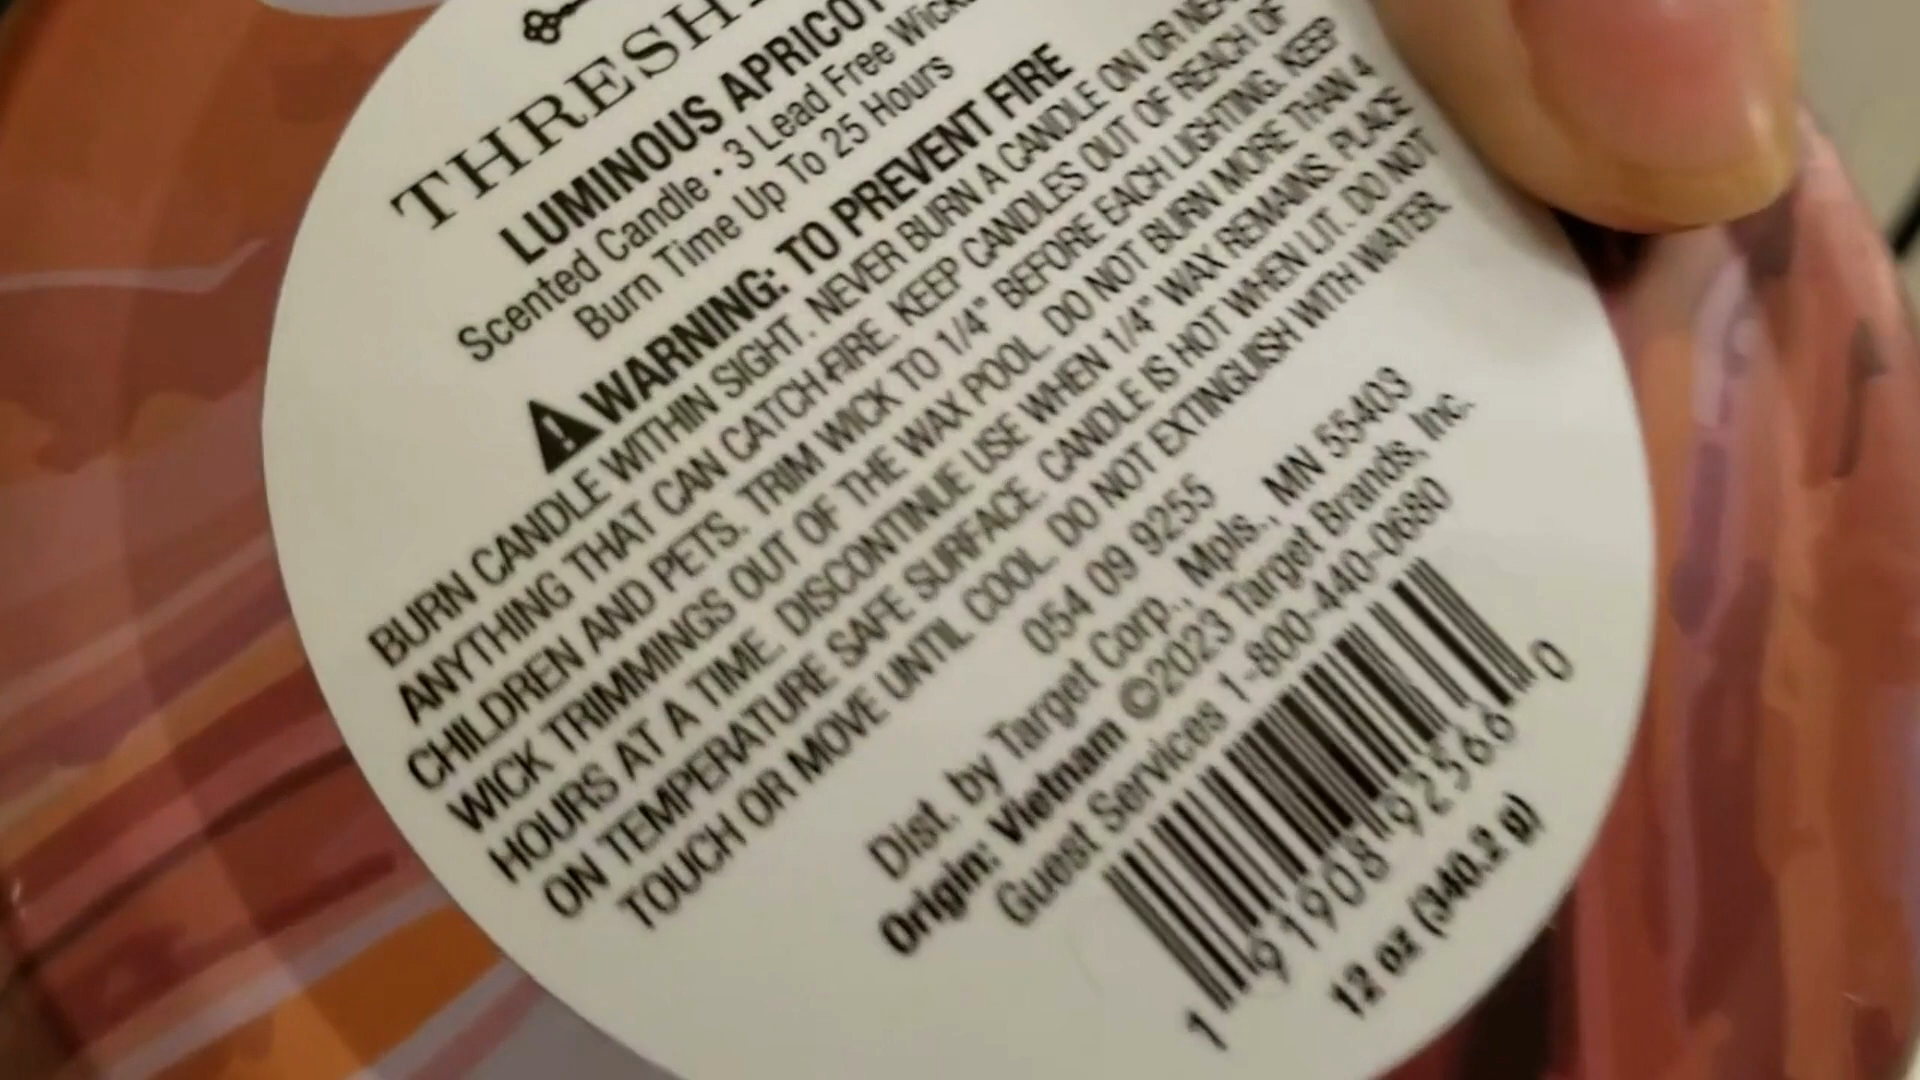 THRESH
LUMINOUS APRICOT
Scented Candle • 3 Lead Free Wicks
Burn Time Up To 25 Hours
WARNING: TO PREVENT FIRE
BURN CANDLE WITHIN SIGHT. NEVER BURN A CANDLE ON OR NEAR
ANYTHING THAT CAN CATCH FIRE. KEEP CANDLES OUT OF REACH OF
CHILDREN AND PETS. TRIM WICK TO 1/4" BEFORE EACH LIGHTING. KEEP
WICK TRIMMINGS OUT OF THE WAX POOL. DO NOT BURN MORE THAN 4
HOURS AT A TIME. DISCONTINUE USE WHEN 1/4" WAX REMAINS. PLACE
ON TEMPERATURE SAFE SURFACE. CANDLE IS HOT WHEN LIT. DO NOT
TOUCH OR MOVE UNTIL COOL. DO NOT EXTINGUISH WITH WATER.
054 09 9255
Dist. by Target Corp., Mpls., MN 55403
Origin: Vietnam ©2023 Target Brands, Inc.
Guest Services 1-800-440-0680
1 91908 92566 0
12 oz (340.2 g)